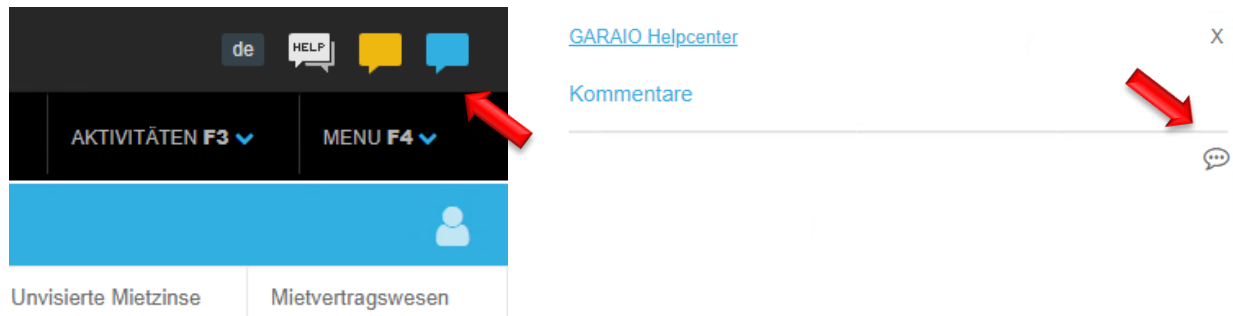 de HELP
AKTIVITÄTEN F3 MENU F4
Unvisierte Mietzinse Mietvertragswesen
GARAIO Helpcenter X
Kommentare